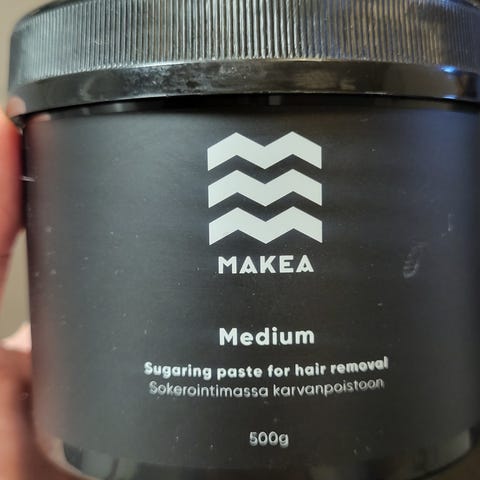 MAKEA
Medium
Sugaring paste for hair removal
Sokerointimassa karvanpoistoon
500g